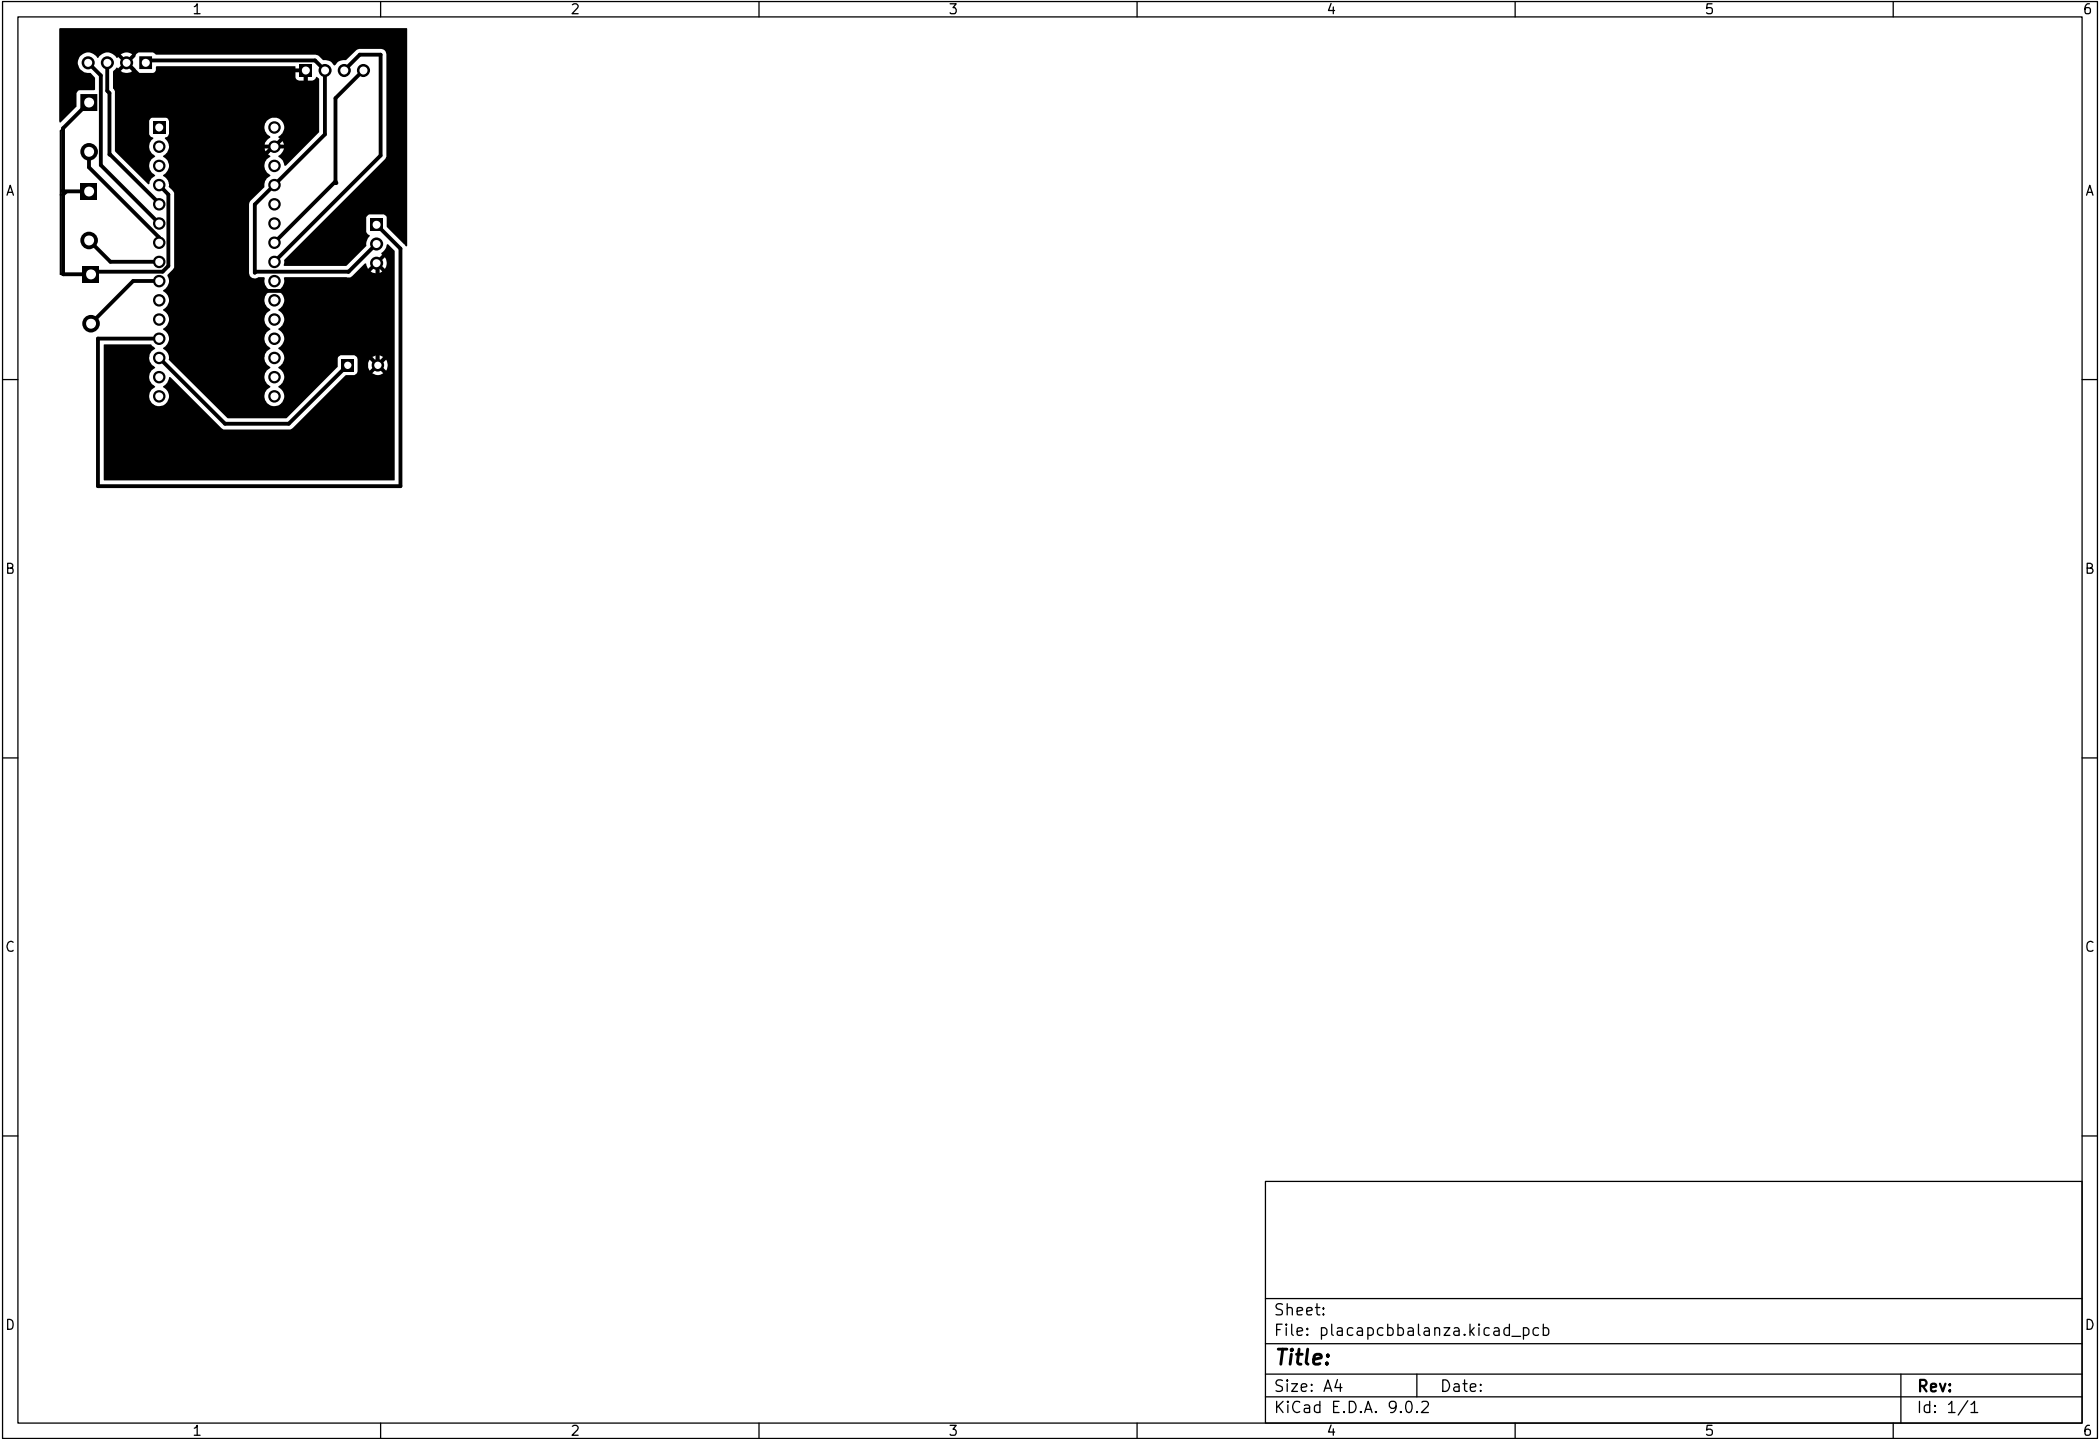 1 2 3 4 5 6
A A
B B
C C
D D
Sheet:
File: placapcbbalanza.kicad_pcb
Title:
Size: A4 Date: Rev:
KiCad E.D.A. 9.0.2 Id: 1/1
1 2 3 4 5 6